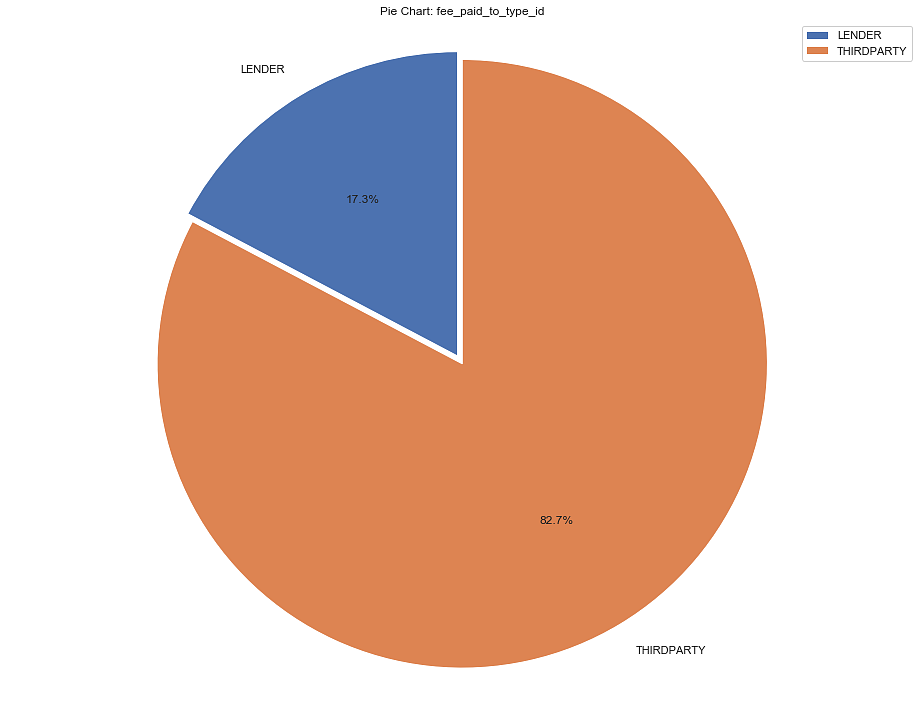 Pie Chart: fee_paid_to_type_id
LENDER
THIRDPARTY
LENDER
17.3%
82.7%
THIRDPARTY